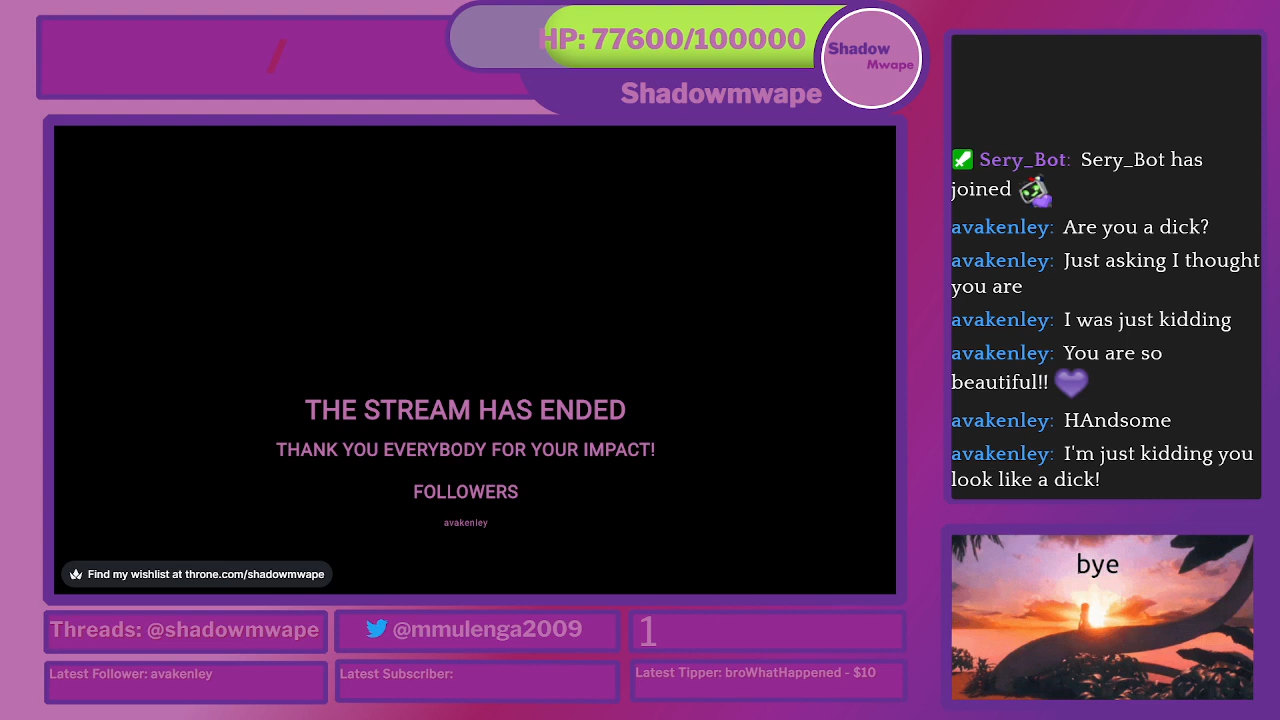 /
HP: 77600/100000
Shadow
Mwape
Shadowmwape
THE STREAM HAS ENDED
THANK YOU EVERYBODY FOR YOUR IMPACT!
FOLLOWERS
avakenley
Find my wishlist at throne.com/shadowmwape
Sery_Bot: Sery_Bot has
joined
avakenley: Are you a dick?
avakenley: Just asking I thought
you are
avakenley: I was just kidding
avakenley: You are so
beautiful!!
avakenley: HAndsome
avakenley: I'm just kidding you
look like a dick!
bye
Threads: @shadowmwape
@mmulenga2009
1
Latest Follower: avakenley
Latest Subscriber:
Latest Tipper: broWhatHappened - $10